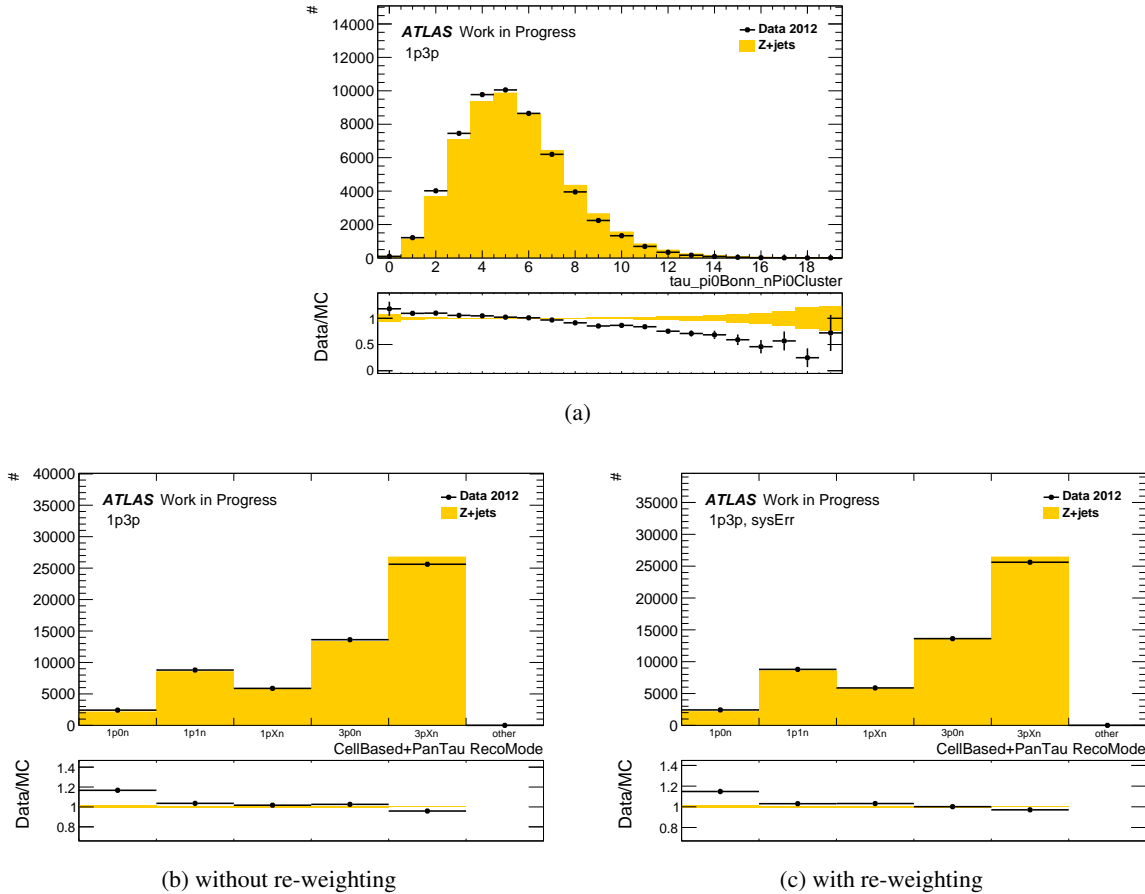 #
14000
12000
10000
8000
6000
4000
2000
0
ATLAS Work in Progress
1p3p
Data 2012
Z+jets
0 2 4 6 8 10 12 14 16 18
tau_pi0Bonn_nPi0Cluster
Data/MC
1
0.5
0
(a)
#
40000
35000
30000
25000
20000
15000
10000
5000
0
ATLAS Work in Progress
1p3p
Data 2012
Z+jets
1p0n 1p1n 1pXn 3p0n 3pXn other
CellBased+PanTau RecoMode
Data/MC
1.4
1.2
1
0.8
(b) without re-weighting
#
35000
30000
25000
20000
15000
10000
5000
0
ATLAS Work in Progress
1p3p, sysErr
Data 2012
Z+jets
1p0n 1p1n 1pXn 3p0n 3pXn other
CellBased+PanTau RecoMode
Data/MC
1.4
1.2
1
0.8
(c) with re-weighting